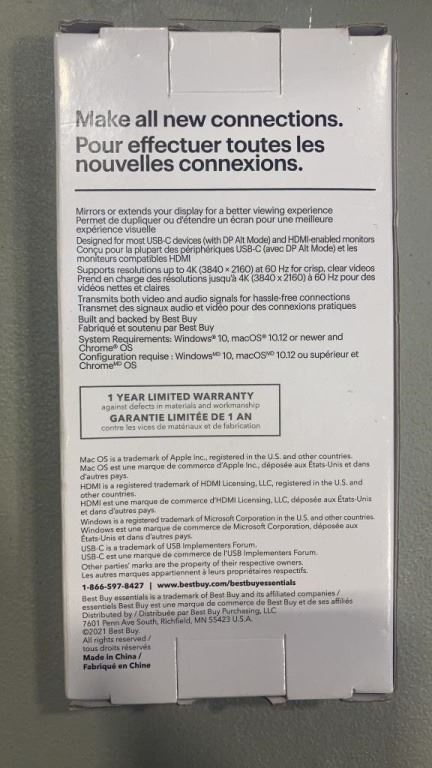 Make all new connections.
Pour effectuer toutes les
nouvelles connexions.
Mirrors or extends your display for a better viewing experience
Permet de dupliquer ou d'étendre un écran pour une meilleure
expérience visuelle
Designed for most USB-C devices (with DP Alt Mode) and HDMI-enabled monitors
Conçu pour la plupart des périphériques USB-C (avec DP Alt Mode) et les
moniteurs compatibles HDMI
Supports resolutions up to 4K (3840 × 2160) at 60 Hz for crisp, clear videos
Prend en charge des résolutions jusqu'à 4K (3840 x 2160) à 60 Hz pour des
vidéos nettes et claires
Transmits both video and audio signals for hassle-free connections
Transmet des signaux audio et vidéo pour des connexions pratiques
Built and backed by Best Buy
Fabriqué et soutenu par Best Buy
System Requirements: Windows® 10, macOS® 10.12 or newer and
Chrome® OS
Configuration requise : Windowsᴹᴰ 10, macOSᴹᴰ 10.12 ou supérieur et
Chromeᴹᴰ OS
1 YEAR LIMITED WARRANTY
against defects in materials and workmanship
GARANTIE LIMITÉE DE 1 AN
contre les vices de matériaux et de fabrication
Mac OS is a trademark of Apple Inc., registered in the U.S. and other countries.
Mac OS est une marque de commerce d'Apple Inc., déposée aux États-Unis et dans
d'autres pays.
HDMI is a registered trademark of HDMI Licensing, LLC, registered in the U.S. and
other countries.
HDMI est une marque de commerce d'HDMI Licensing, LLC, déposée aux États-Unis
et dans d'autres pays.
Windows is a registered trademark of Microsoft Corporation in the U.S. and other countries.
Windows est une marque de commerce de Microsoft Corporation, déposée aux
États-Unis et dans d'autres pays.
USB-C is a trademark of USB Implementers Forum.
USB-C est une marque de commerce de l'USB Implementers Forum.
Other parties' marks are the property of their respective owners.
Les autres marques appartiennent à leurs propriétaires respectifs.
1-866-597-8427 | www.bestbuy.com/bestbuyessentials
Best Buy essentials is a trademark of Best Buy and its affiliated companies /
essentiels Best Buy est une marque de commerce de Best Buy et de ses affiliés
Distributed by / Distribuée par Best Buy Purchasing, LLC
7601 Penn Ave South, Richfield, MN 55423 U.S.A.
©2021 Best Buy.
All rights reserved /
tous droits réservés
Made in China /
Fabriqué en Chine